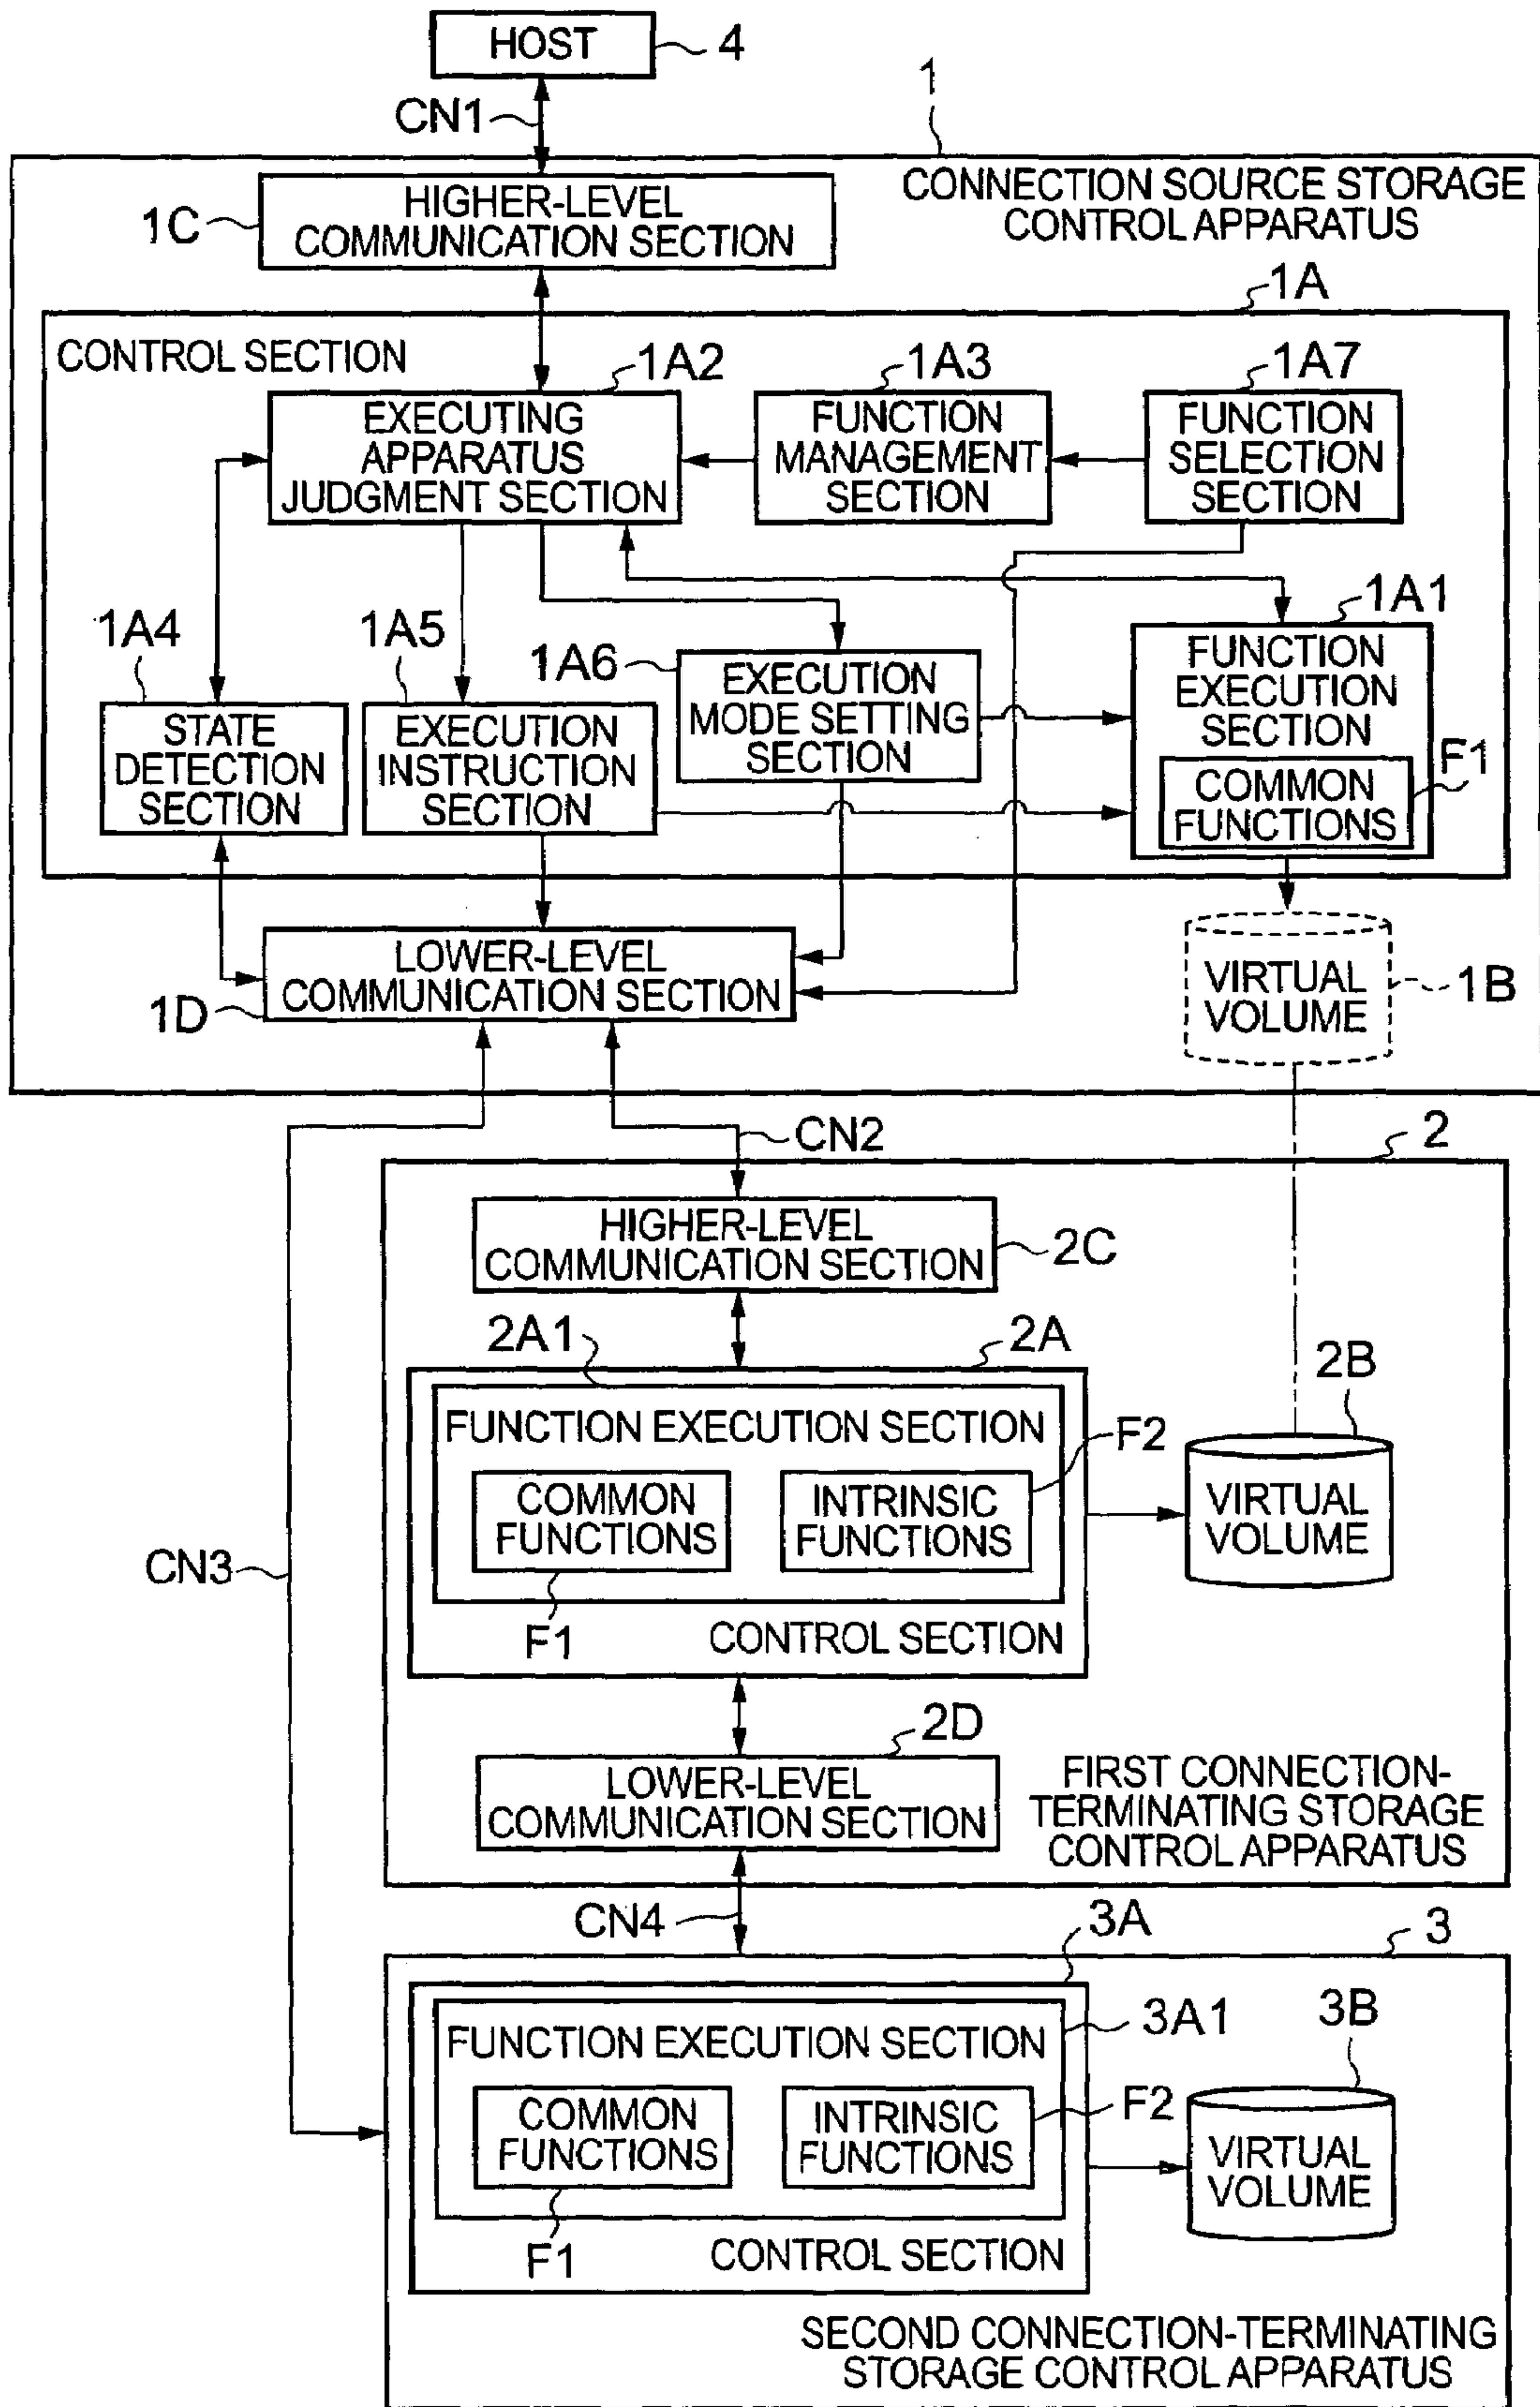 HOST
4
CN1
1
CONNECTION SOURCE STORAGE
CONTROL APPARATUS
1C
HIGHER-LEVEL
COMMUNICATION SECTION
1A
CONTROL SECTION
1A2
EXECUTING
APPARATUS
JUDGMENT SECTION
1A3
FUNCTION
MANAGEMENT
SECTION
1A7
FUNCTION
SELECTION
SECTION
1A4
STATE
DETECTION
SECTION
1A5
EXECUTION
INSTRUCTION
SECTION
1A6
EXECUTION
MODE SETTING
SECTION
1A1
FUNCTION
EXECUTION
SECTION
F1
COMMON
FUNCTIONS
LOWER-LEVEL
COMMUNICATION SECTION
1D
VIRTUAL
VOLUME
1B
CN2
2
HIGHER-LEVEL
COMMUNICATION SECTION
2C
2A1
2A
2B
FUNCTION EXECUTION SECTION
F2
COMMON
FUNCTIONS
INTRINSIC
FUNCTIONS
VIRTUAL
VOLUME
CN3
F1
CONTROL SECTION
2D
LOWER-LEVEL
COMMUNICATION SECTION
FIRST CONNECTION-
TERMINATING STORAGE
CONTROL APPARATUS
CN4
3A
3
3A1
3B
FUNCTION EXECUTION SECTION
F2
COMMON
FUNCTIONS
INTRINSIC
FUNCTIONS
VIRTUAL
VOLUME
F1
CONTROL SECTION
SECOND CONNECTION-TERMINATING
STORAGE CONTROL APPARATUS